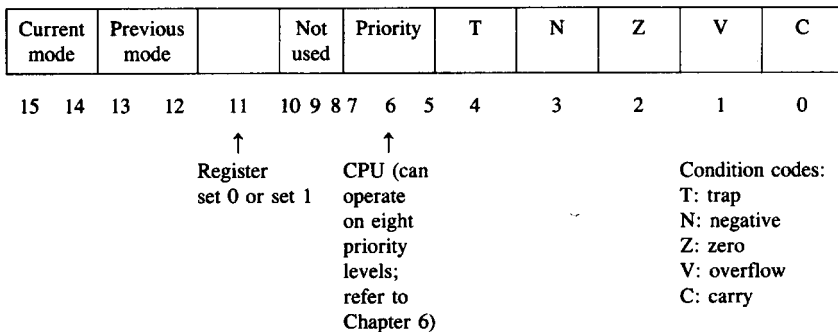 Current mode Previous mode Not used Priority T N Z V C
15 14 13 12 11 10 9 8 7 6 5 4 3 2 1 0
↑ ↑
Register
set 0 or set 1
CPU (can
operate
on eight
priority
levels;
refer to
Chapter 6)
Condition codes:
T: trap
N: negative
Z: zero
V: overflow
C: carry